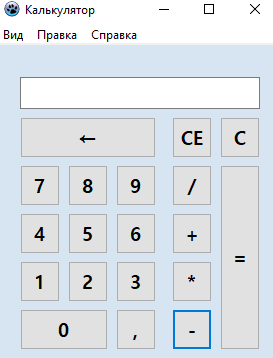 Калькулятор
Вид Правка Справка
← CE C
7 8 9 /
4 5 6 +
1 2 3 * =
0 , -